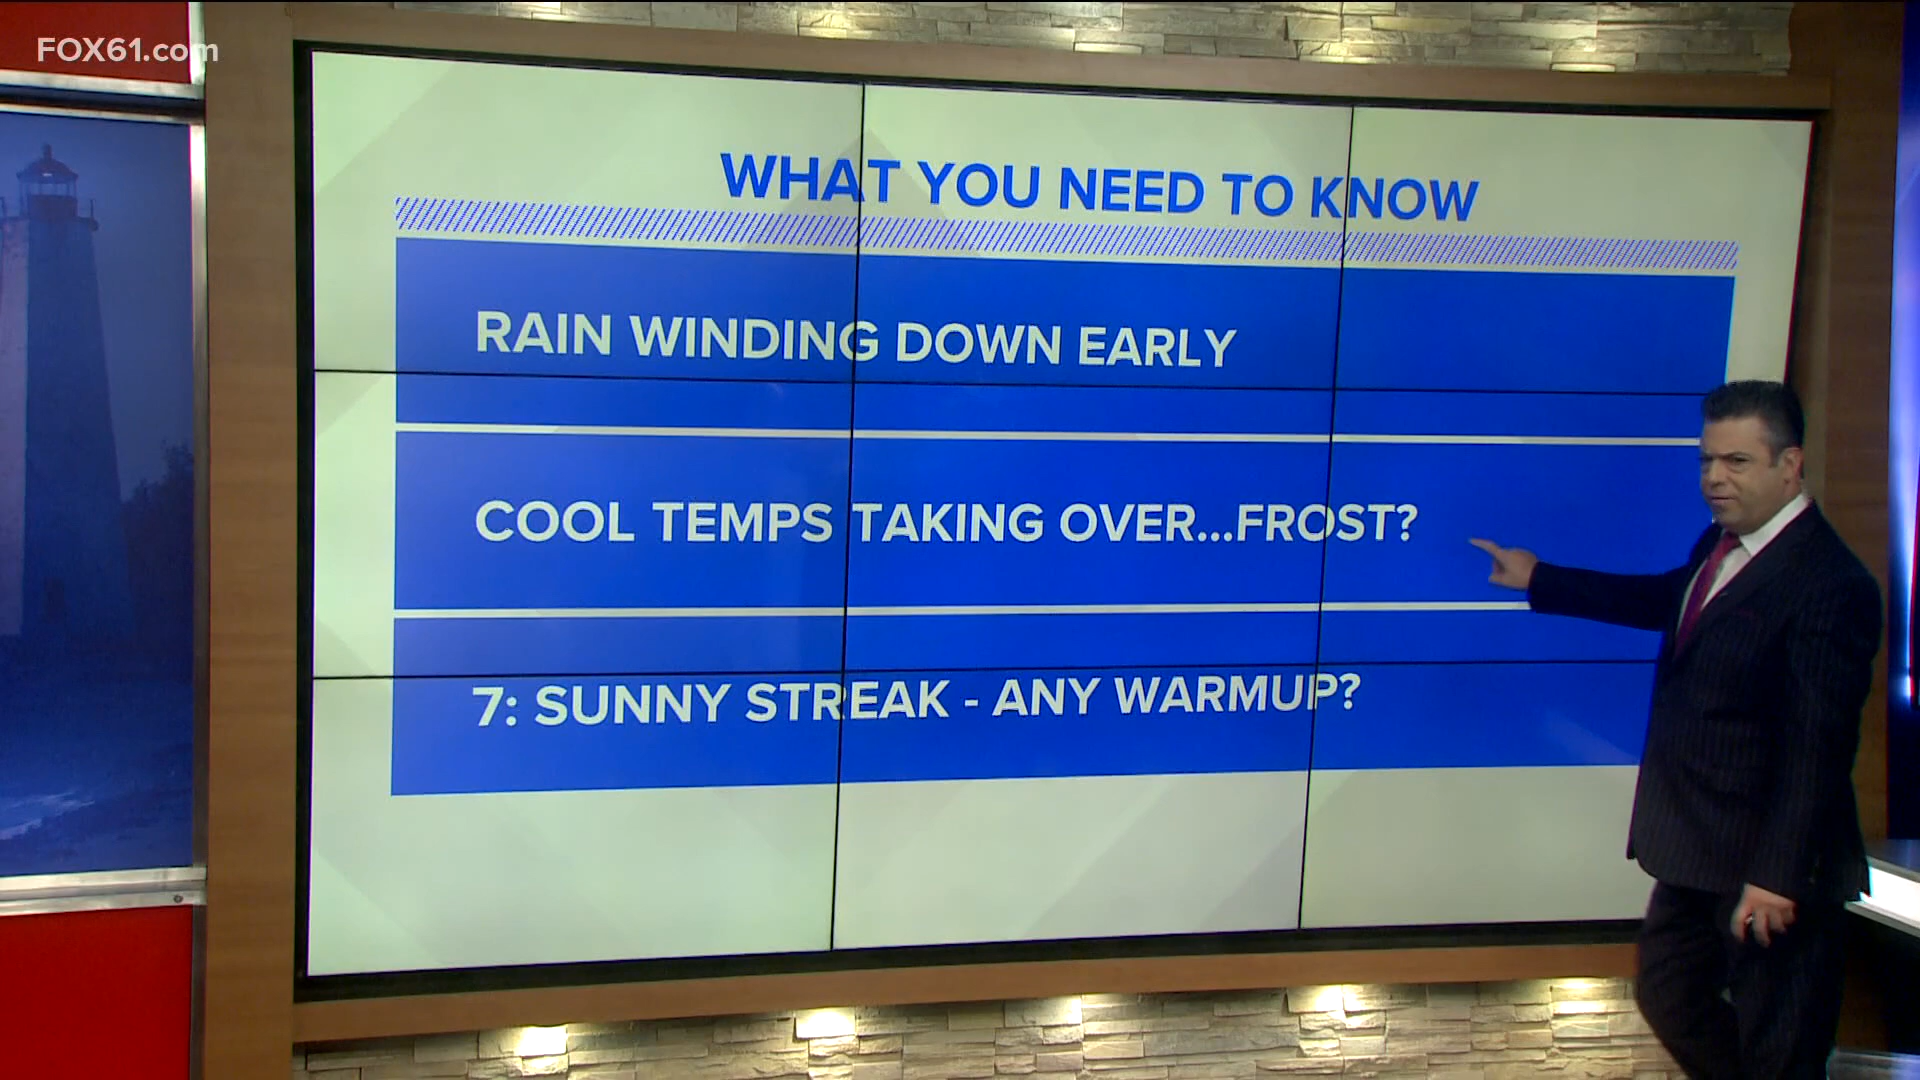 FOX61.com
WHAT YOU NEED TO KNOW
RAIN WINDING DOWN EARLY
COOL TEMPS TAKING OVER...FROST?
7: SUNNY STREAK - ANY WARMUP?